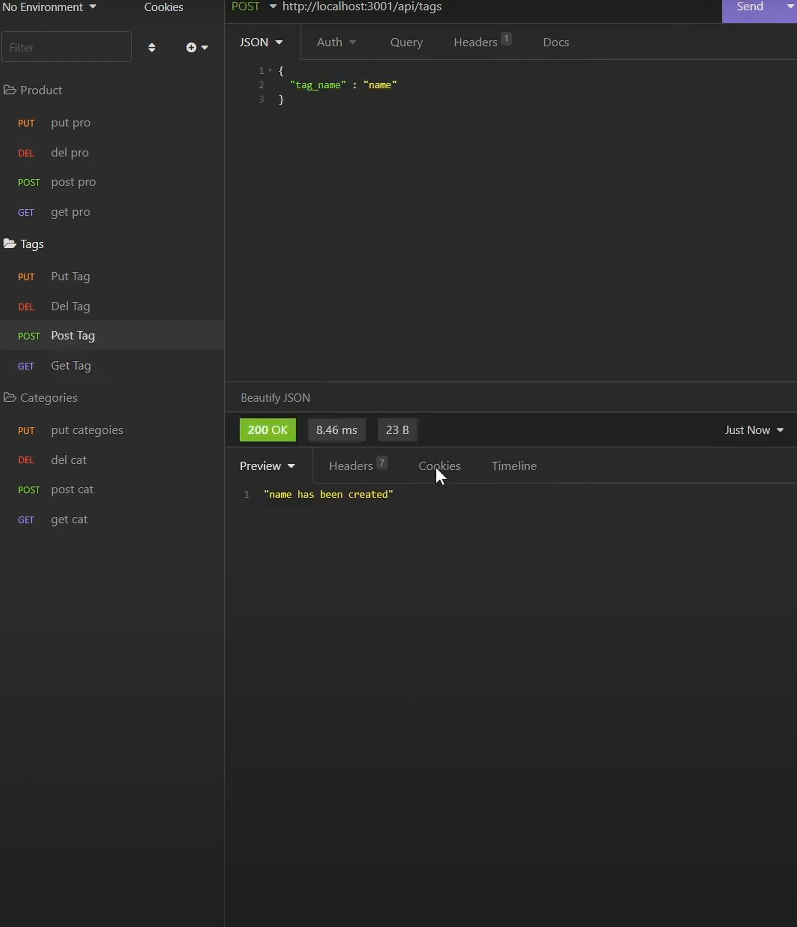 No Environment Cookies
POST http://localhost:3001/api/tags Send
Filter
JSON Auth Query Headers 1 Docs
1 {
2 "tag_name" : "name"
3 }
Product
PUT put pro
DEL del pro
POST post pro
GET get pro
Tags
PUT Put Tag
DEL Del Tag
POST Post Tag
GET Get Tag
Categories
PUT put categoies
DEL del cat
POST post cat
GET get cat
Beautify JSON
200 OK 8.46 ms 23 B Just Now
Preview Headers 7 Cookies Timeline
1 "name has been created"